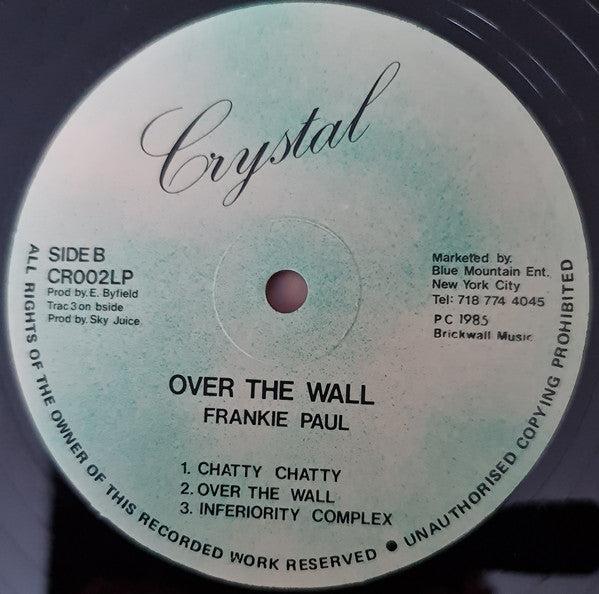 Crystal
SIDE B
CR002LP
Prod by. E. Byfield
Trac 3 on bside
Prod by. Sky Juice
Marketed by.
Blue Mountain Ent.
New York City
Tel: 718 774 4045
P C 1985
Brickwall Music
OVER THE WALL
FRANKIE PAUL
1. CHATTY CHATTY
2. OVER THE WALL
3. INFERIORITY COMPLEX
ALL RIGHTS OF THE OWNER OF THIS RECORDED WORK RESERVED ● UNAUTHORISED COPYING PROHIBITED